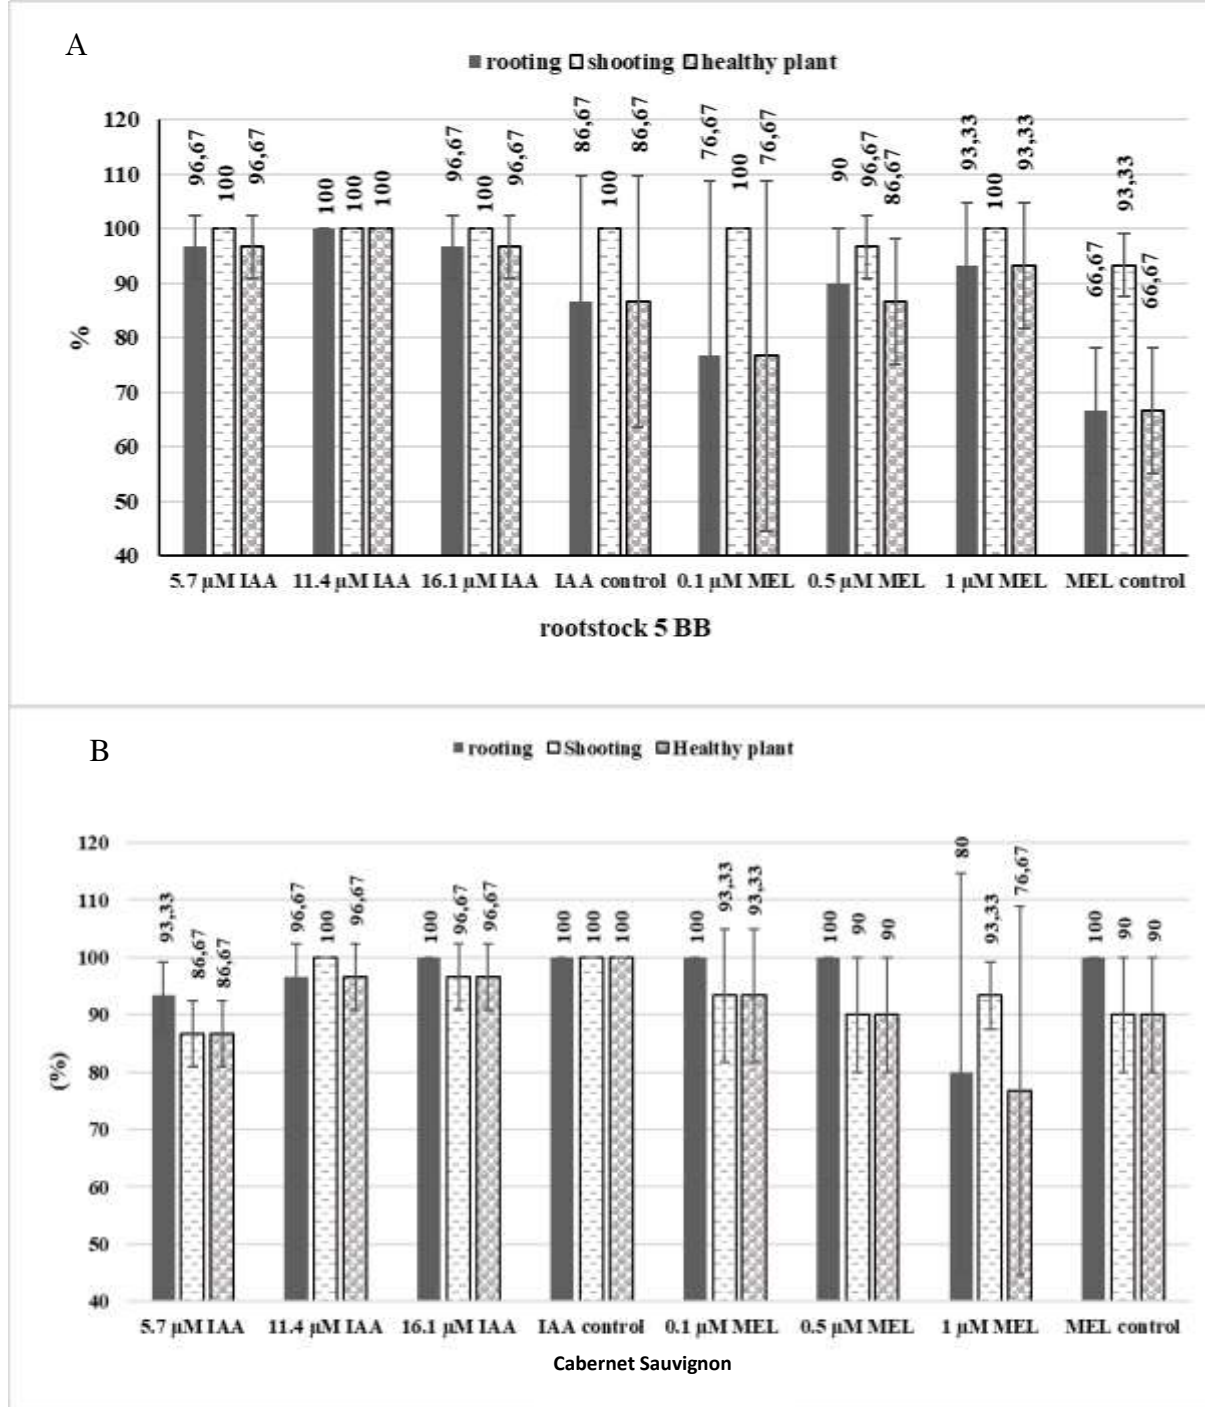 A
rooting shooting healthy plant
120
110
100
90
80
70
60
50
40
%
96,67 100 96,67 100 100 100 96,67 100 96,67 86,67 100 86,67 76,67 100 76,67 90 96,67 86,67 93,33 100 93,33 66,67 93,33 66,67
5.7 µM IAA 11.4 µM IAA 16.1 µM IAA IAA control 0.1 µM MEL 0.5 µM MEL 1 µM MEL MEL control
rootstock 5 BB
B
rooting Shooting Healthy plant
120
110
100
90
80
70
60
50
40
(%)
93,33 86,67 86,67 96,67 100 96,67 100 96,67 96,67 100 100 100 100 93,33 93,33 100 90 90 80 93,33 76,67 100 90 90
5.7 µM IAA 11.4 µM IAA 16.1 µM IAA IAA control 0.1 µM MEL 0.5 µM MEL 1 µM MEL MEL control
Cabernet Sauvignon